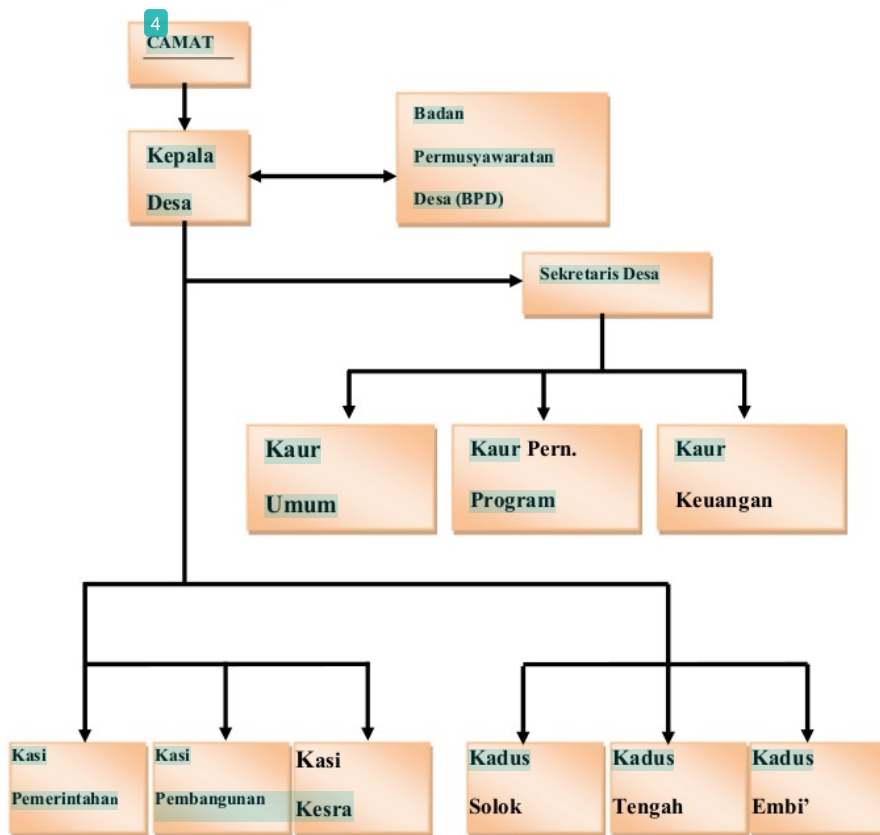 4
CAMAT
Kepala
Desa
Badan
Permusyawaratan
Desa (BPD)
Sekretaris Desa
Kaur
Umum
Kaur Pern.
Program
Kaur
Keuangan
Kasi
Pemerintahan
Kasi
Pembangunan
Kasi
Kesra
Kadus
Solok
Kadus
Tengah
Kadus
Embi’